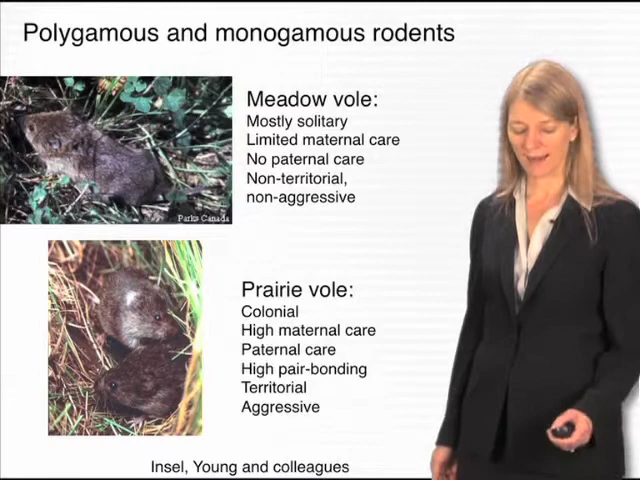 Polygamous and monogamous rodents
Meadow vole:
Mostly solitary
Limited maternal care
No paternal care
Non-territorial,
non-aggressive
Parks Canada
Prairie vole:
Colonial
High maternal care
Paternal care
High pair-bonding
Territorial
Aggressive
Insel, Young and colleagues